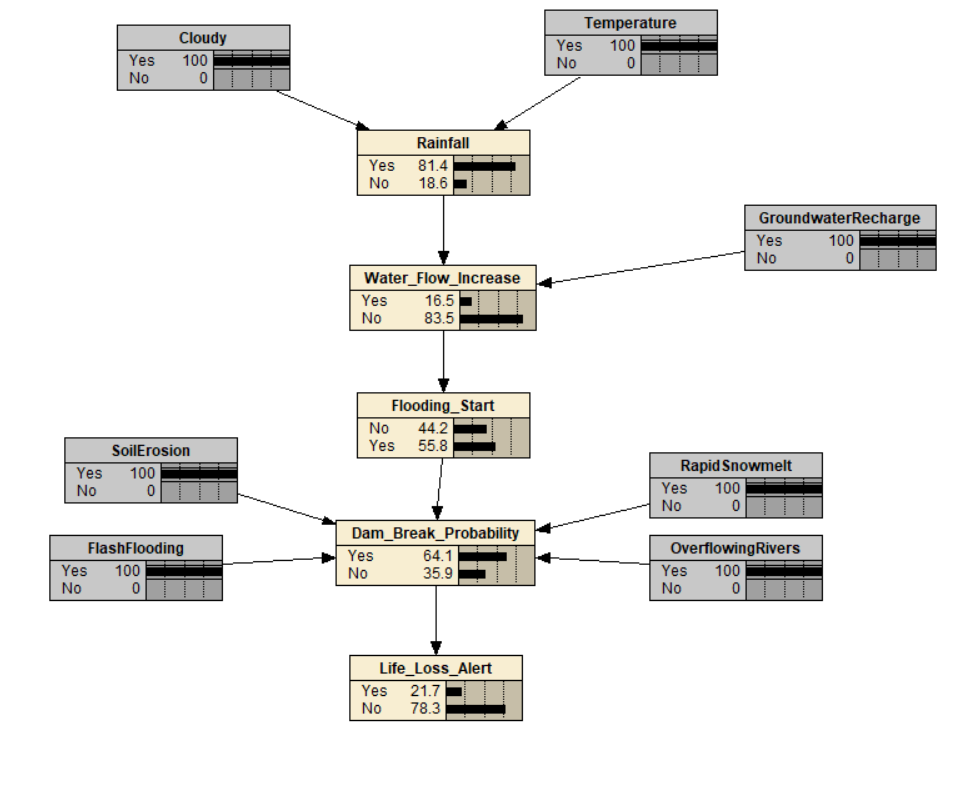 Cloudy
Yes 100
No 0
Temperature
Yes 100
No 0
Rainfall
Yes 81.4
No 18.6
GroundwaterRecharge
Yes 100
No 0
Water_Flow_Increase
Yes 16.5
No 83.5
Flooding_Start
No 44.2
Yes 55.8
SoilErosion
Yes 100
No 0
RapidSnowmelt
Yes 100
No 0
Dam_Break_Probability
Yes 64.1
No 35.9
FlashFlooding
Yes 100
No 0
OverflowingRivers
Yes 100
No 0
Life_Loss_Alert
Yes 21.7
No 78.3